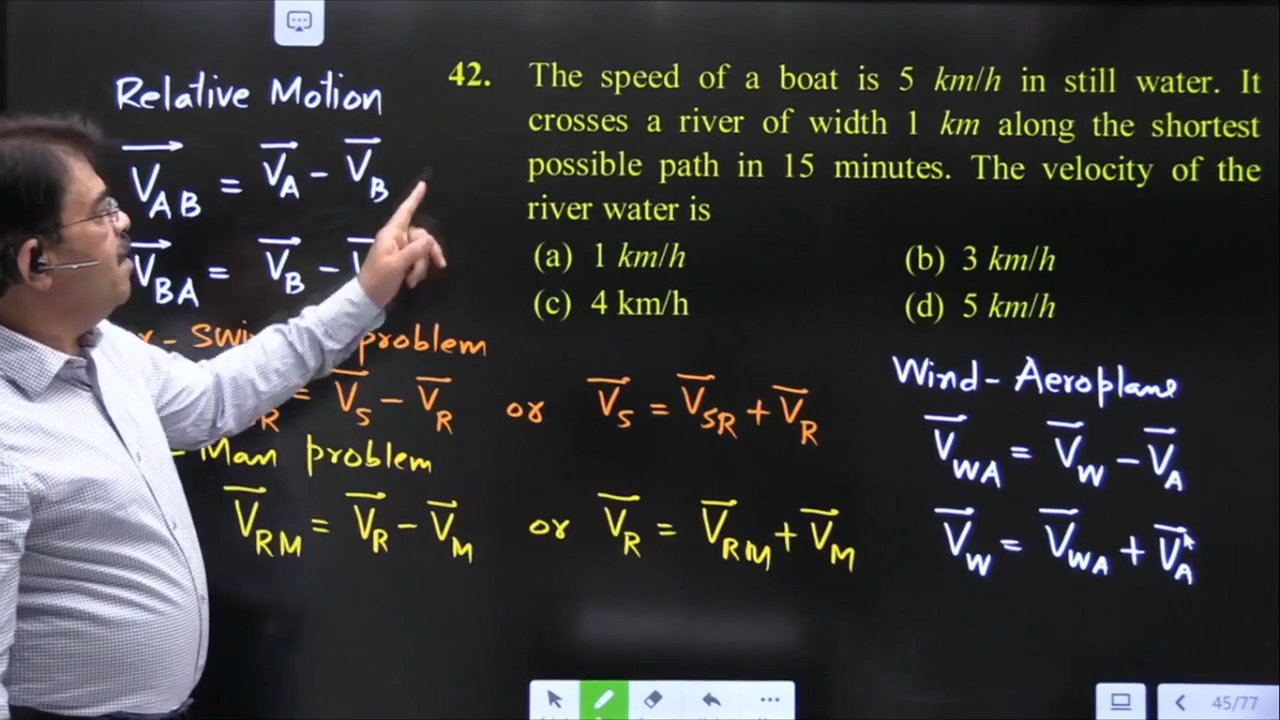 Relative Motion
V_AB = V_A - V_B
V_BA = V_B -
problem
V_S - V_R or V_S = V_SR + V_R
Man problem
V_RM = V_R - V_M or V_R = V_RM + V_M
42. The speed of a boat is 5 km/h in still water. It
crosses a river of width 1 km along the shortest
possible path in 15 minutes. The velocity of the
river water is
(a) 1 km/h (b) 3 km/h
(c) 4 km/h (d) 5 km/h
Wind - Aeroplane
V_WA = V_W - V_A
V_W = V_WA + V_A
45/77